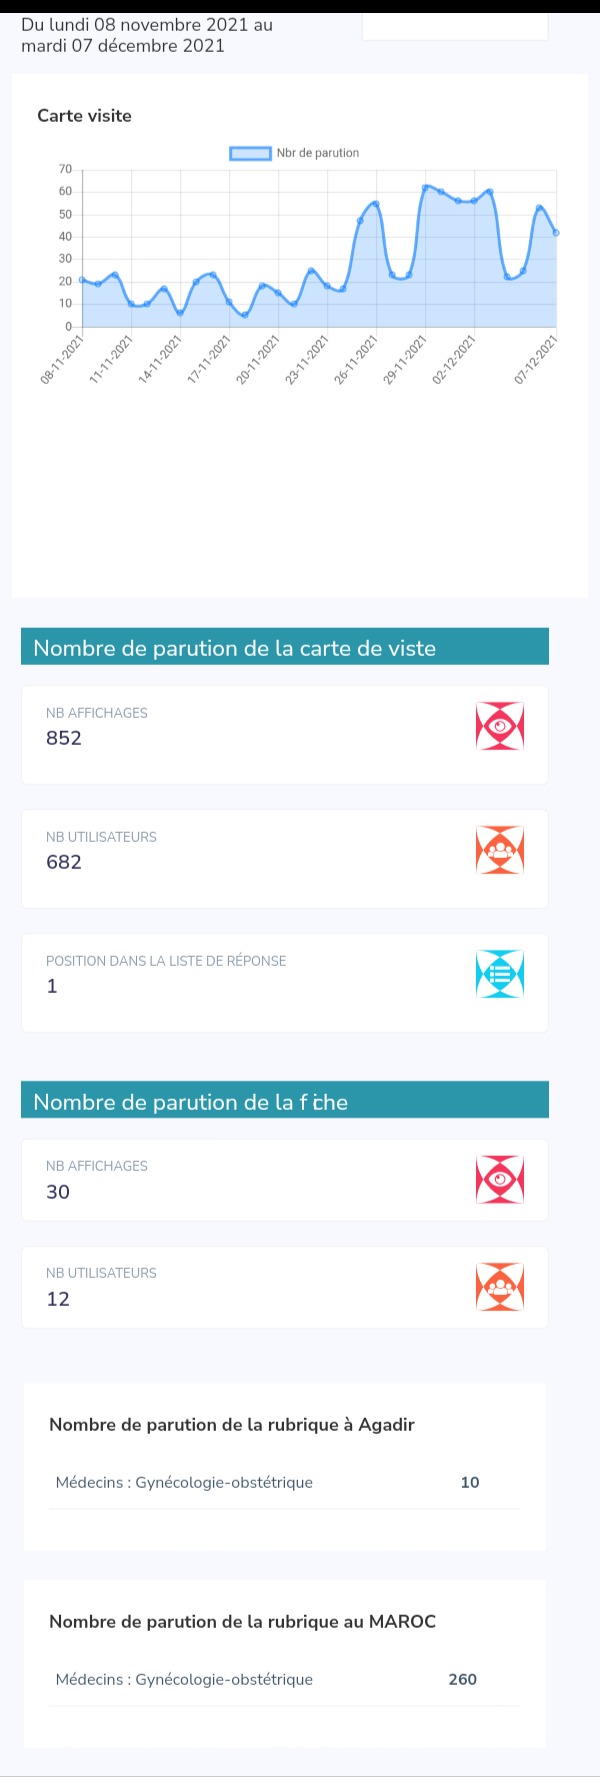 Du lundi 08 novembre 2021 au
mardi 07 décembre 2021
Carte visite
Nbr de parution
70
60
50
40
30
20
10
0
08-11-2021
11-11-2021
14-11-2021
17-11-2021
20-11-2021
23-11-2021
26-11-2021
29-11-2021
02-12-2021
07-12-2021
Nombre de parution de la carte de viste
NB AFFICHAGES
852
NB UTILISATEURS
682
POSITION DANS LA LISTE DE RÉPONSE
1
Nombre de parution de la fiche
NB AFFICHAGES
30
NB UTILISATEURS
12
Nombre de parution de la rubrique à Agadir
Médecins : Gynécologie-obstétrique 10
Nombre de parution de la rubrique au MAROC
Médecins : Gynécologie-obstétrique 260